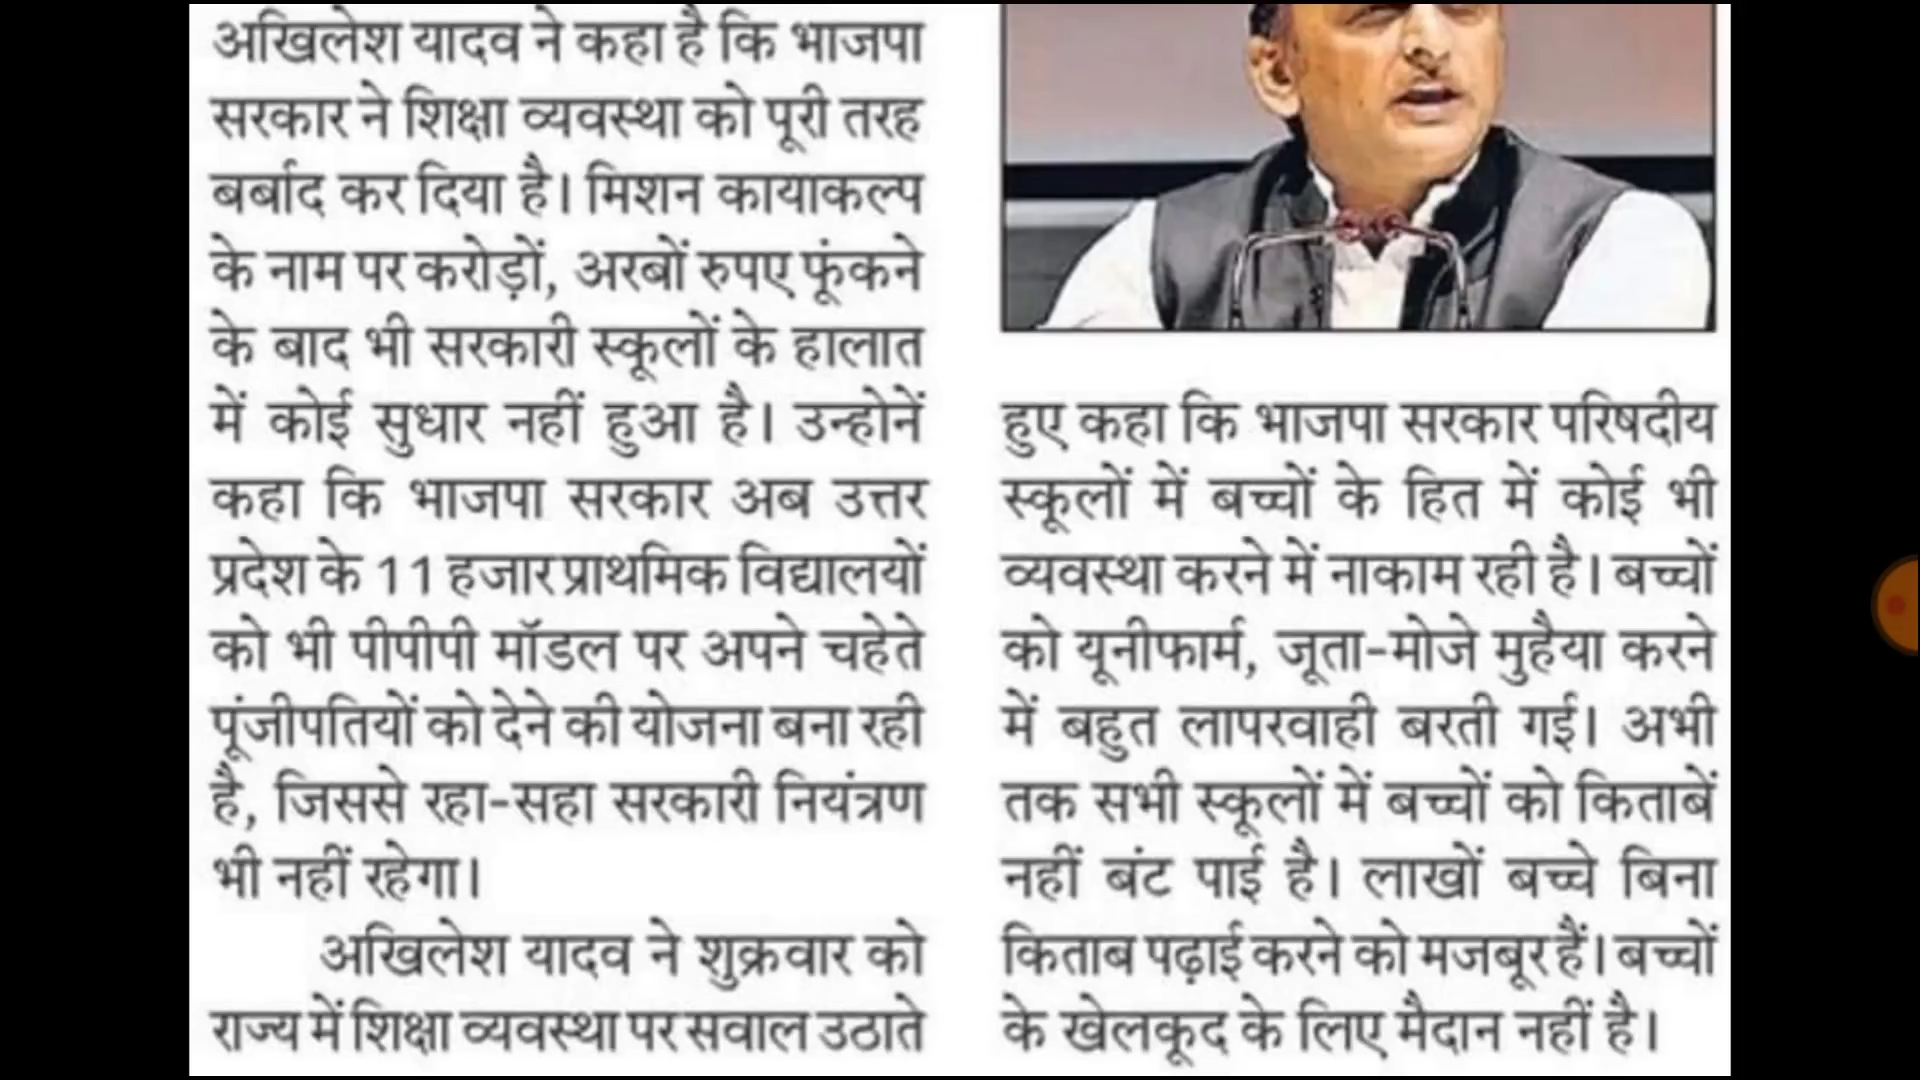 अखिलेश यादव ने कहा है कि भाजपा
सरकार ने शिक्षा व्यवस्था को पूरी तरह
बर्बाद कर दिया है। मिशन कायाकल्प
के नाम पर करोड़ों, अरबों रुपए फूंकने
के बाद भी सरकारी स्कूलों के हालात
में कोई सुधार नहीं हुआ है। उन्होनें
कहा कि भाजपा सरकार अब उत्तर
प्रदेश के 11 हजार प्राथमिक विद्यालयों
को भी पीपीपी मॉडल पर अपने चहेते
पूंजीपतियों को देने की योजना बना रही
है, जिससे रहा-सहा सरकारी नियंत्रण
भी नहीं रहेगा।
अखिलेश यादव ने शुक्रवार को
राज्य में शिक्षा व्यवस्था पर सवाल उठाते
हुए कहा कि भाजपा सरकार परिषदीय
स्कूलों में बच्चों के हित में कोई भी
व्यवस्था करने में नाकाम रही है। बच्चों
को यूनीफार्म, जूता-मोजे मुहैया करने
में बहुत लापरवाही बरती गई। अभी
तक सभी स्कूलों में बच्चों को किताबें
नहीं बंट पाई है। लाखों बच्चे बिना
किताब पढ़ाई करने को मजबूर हैं। बच्चों
के खेलकूद के लिए मैदान नहीं है।